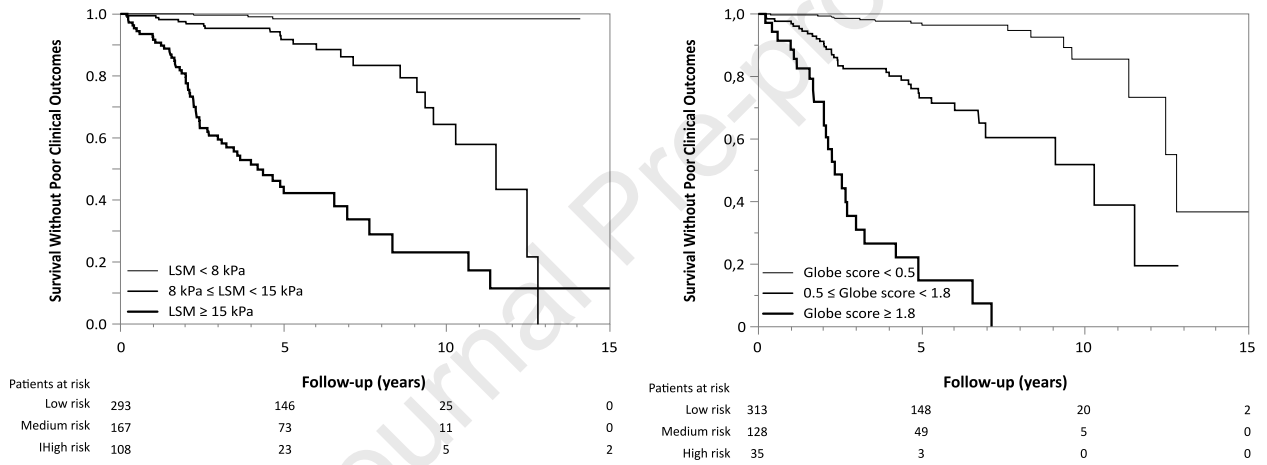 Journal Pre-pro
Survival Without Poor Clinical Outcomes
1,0
0.8
0.6
0.4
0.2
0.0
LSM < 8 kPa
8 kPa ≤ LSM < 15 kPa
LSM ≥ 15 kPa
0 5 10 15
Follow-up (years)
Patients at risk
Low risk 293 146 25 0
Medium risk 167 73 11 0
IHigh risk 108 23 5 2
Survival Without Poor Clinical Outcomes
1,0
0,8
0,6
0,4
0,2
0
Globe score < 0.5
0.5 ≤ Globe score < 1.8
Globe score ≥ 1.8
0 5 10 15
Follow-up (years)
Patients at risk
Low risk 313 148 20 2
Medium risk 128 49 5 0
High risk 35 3 0 0